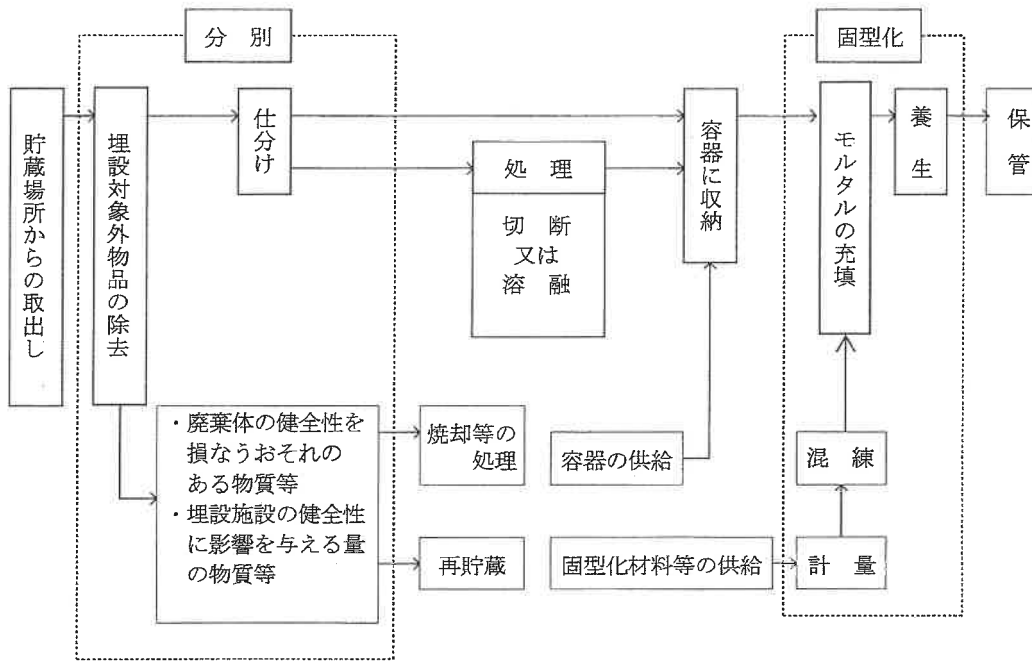 分　別
固型化
貯蔵場所からの取出し
埋設対象外物品の除去
仕分け
処　理
切　断
又は
溶　融
容器に収納
モルタルの充填
養生
保管
・廃棄体の健全性を
損なうおそれの
ある物質等
・埋設施設の健全性
に影響を与える量
の物質等
焼却等の
処理
再貯蔵
容器の供給
固型化材料等の供給
混　練
計　量